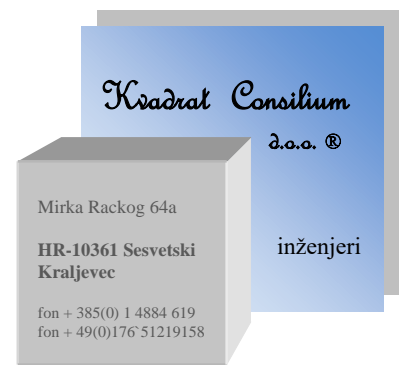 Kvadrat Consilium
d.o.o. ®
inženjeri
Mirka Rackog 64a
HR-10361 Sesvetski
Kraljevec
fon + 385(0) 1 4884 619
fon + 49(0)176`51219158